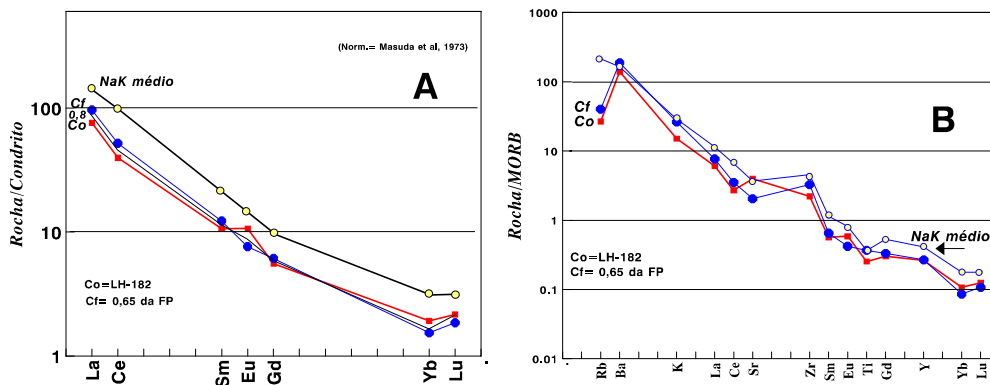 (Norm.= Masuda et al, 1973)
A
NaK médio
Cf
0,8
Co
100
10
1
Rocha/Condrito
Co=LH-182
Cf= 0,65 da FP
La Ce Sm Eu Gd Yb Lu
1000
100
10
1
0.1
0.01
B
Cf
Co
Rocha/MORB
NaK médio
Co=LH-182
Cf= 0,65 da FP
Rb Ba K La Ce Sr Zr Sm Eu Ti Gd Y Yb Lu